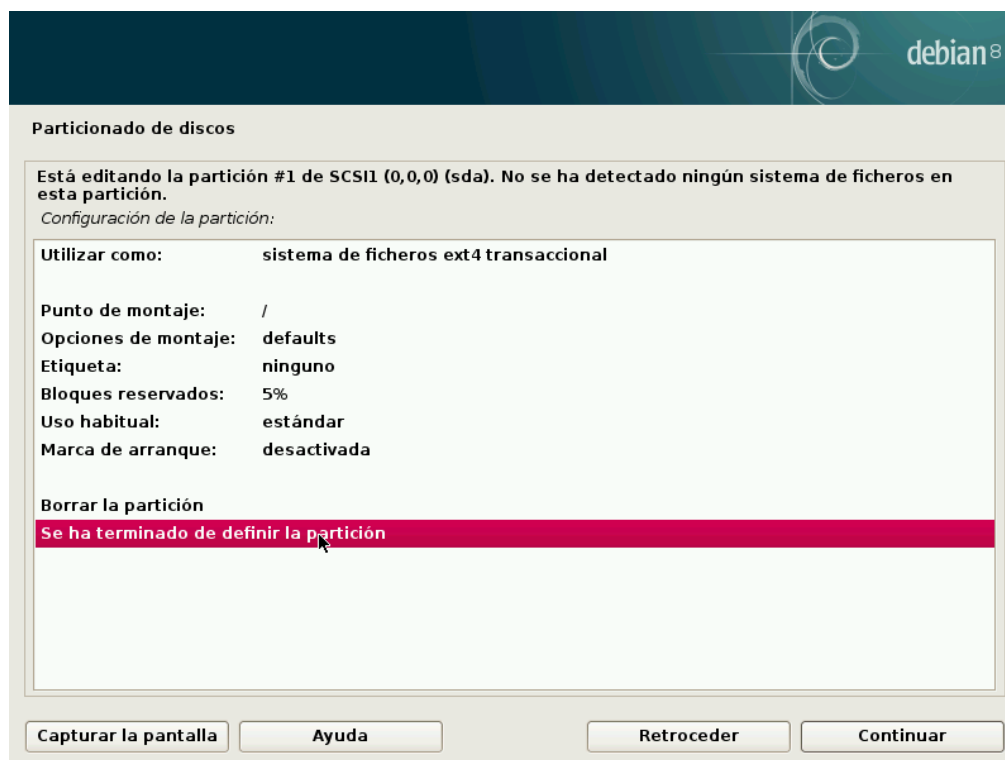 debian 8
Particionado de discos
Está editando la partición #1 de SCSI1 (0,0,0) (sda). No se ha detectado ningún sistema de ficheros en
esta partición.
Configuración de la partición:
Utilizar como: sistema de ficheros ext4 transaccional
Punto de montaje: /
Opciones de montaje: defaults
Etiqueta: ninguno
Bloques reservados: 5%
Uso habitual: estándar
Marca de arranque: desactivada
Borrar la partición
Se ha terminado de definir la partición
Capturar la pantalla
Ayuda
Retroceder
Continuar